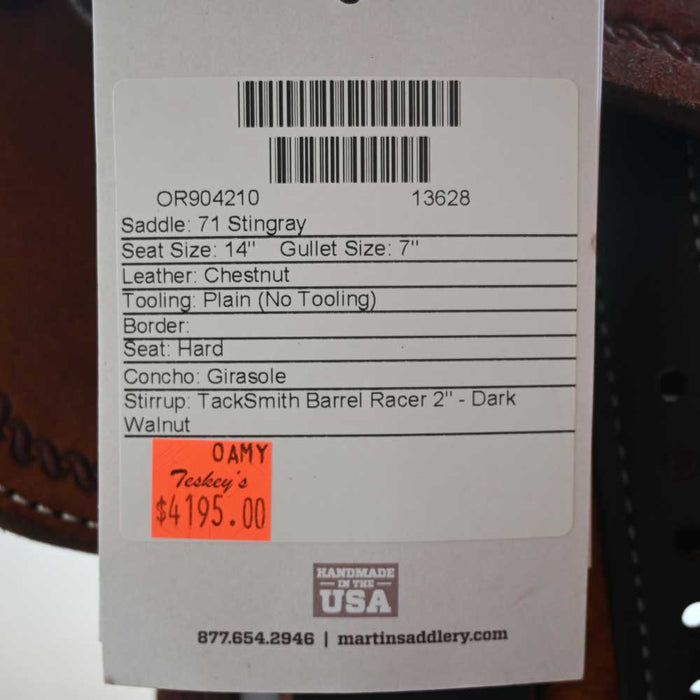 OR904210 13628
Saddle: 71 Stingray
Seat Size: 14" Gullet Size: 7"
Leather: Chestnut
Tooling: Plain (No Tooling)
Border:
Seat: Hard
Concho: Girasole
Stirrup: TackSmith Barrel Racer 2" - Dark
Walnut
OAMY
Teskey's
$4195.00
HANDMADE
IN THE
USA
877.654.2946 | martinsaddlery.com